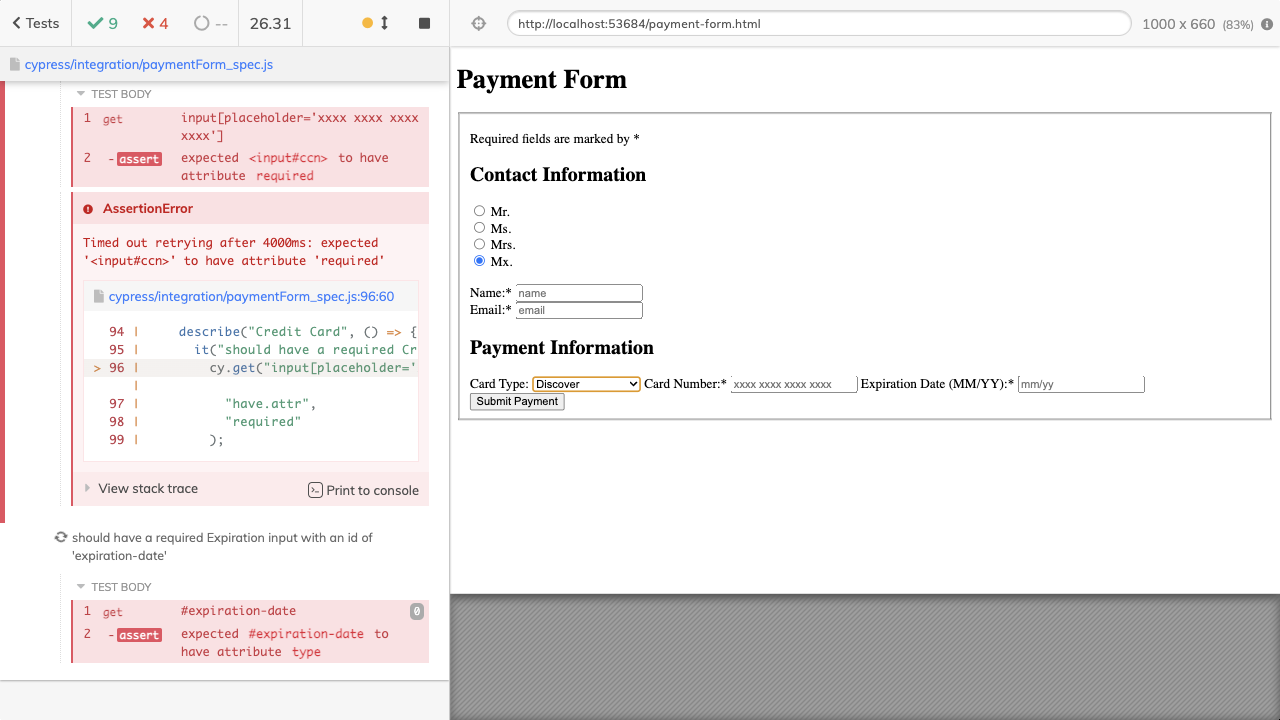 Tests
9
4
--
26.31
cypress/integration/paymentForm_spec.js
TEST BODY
1 get input[placeholder='xxxx xxxx xxxx
xxxx']
2 -assert expected <input#ccn> to have
attribute required
AssertionError
Timed out retrying after 4000ms: expected
'<input#ccn>' to have attribute 'required'
cypress/integration/paymentForm_spec.js:96:60
94 | describe("Credit Card", () => {
95 | it("should have a required Cr
> 96 | cy.get("input[placeholder='
|
97 | "have.attr",
98 | "required"
99 | );
View stack trace
Print to console
should have a required Expiration input with an id of
'expiration-date'
TEST BODY
1 get #expiration-date 0
2 -assert expected #expiration-date to
have attribute type
http://localhost:53684/payment-form.html
1000 x 660 (83%)
Payment Form
Required fields are marked by *
Contact Information
Mr.
Ms.
Mrs.
Mx.
Name:* name
Email:* email
Payment Information
Card Type: Discover Card Number:* xxxx xxxx xxxx xxxx Expiration Date (MM/YY):* mm/yy
Submit Payment